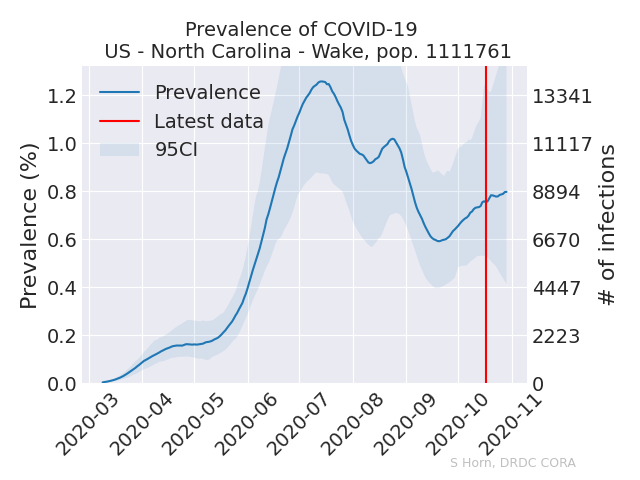 Prevalence of COVID-19
US - North Carolina - Wake, pop. 1111761
Prevalence
Latest data
95CI
Prevalence (%)
1.2
1.0
0.8
0.6
0.4
0.2
0.0
13341
11117
8894
6670
4447
2223
0
# of infections
2020-03
2020-04
2020-05
2020-06
2020-07
2020-08
2020-09
2020-10
2020-11
S Horn, DRDC CORA